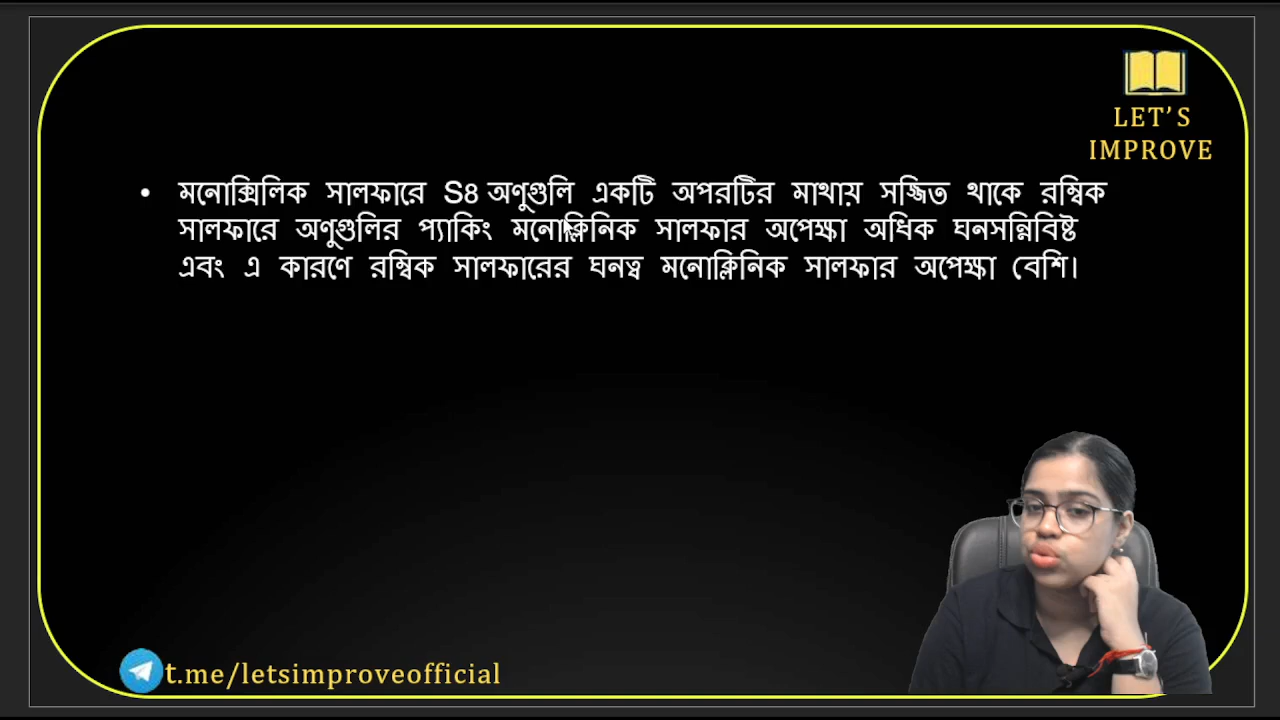 LET'S
IMPROVE
• মনোক্সিলিক সালফারে S8 অণুগুলি একটি অপরটির মাথায় সজ্জিত থাকে রম্বিক
সালফারে অণুগুলির প্যাকিং মনোক্লিনিক সালফার অপেক্ষা অধিক ঘনসন্নিবিষ্ট
এবং এ কারণে রম্বিক সালফারের ঘনত্ব মনোক্লিনিক সালফার অপেক্ষা বেশি।
t.me/letsimproveofficial